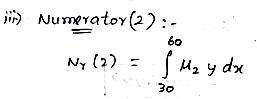 iii) Numerator(2):-
60
Nr (2) = ∫ μ2 y dx
30